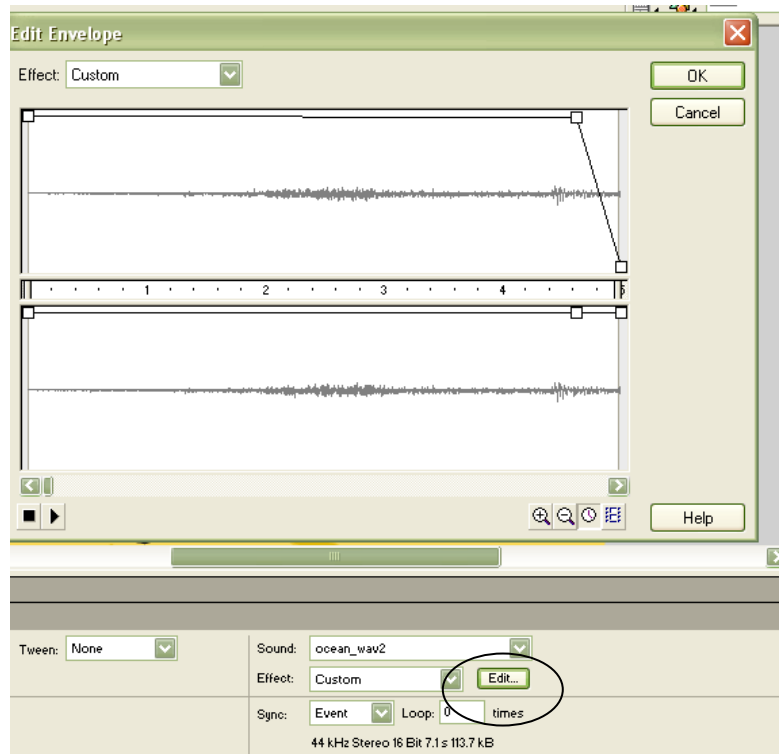 Edit Envelope
Effect: Custom
OK
Cancel
1 2 3 4 5
Help
Tween: None
Sound: ocean_wav2
Effect: Custom Edit...
Sync: Event Loop: 0 times
44 kHz Stereo 16 Bit 7.1 s 113.7 kB